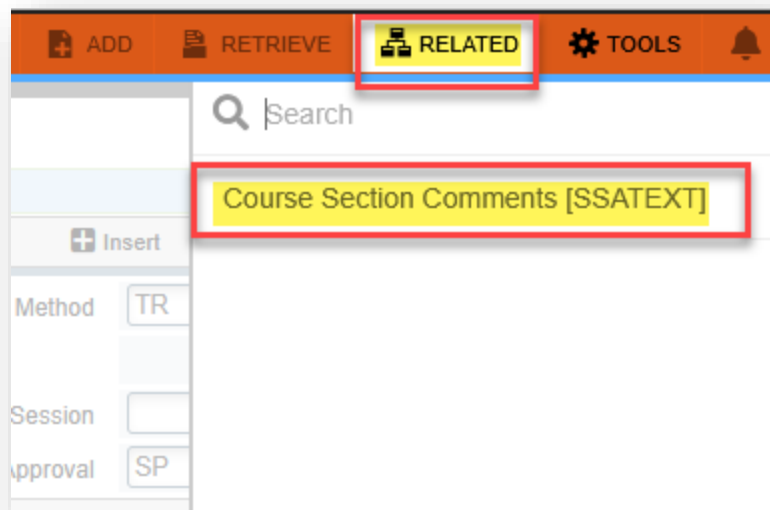 ADD RETRIEVE RELATED TOOLS
Search
Course Section Comments [SSATEXT]
Insert
Method TR
Session
Approval SP